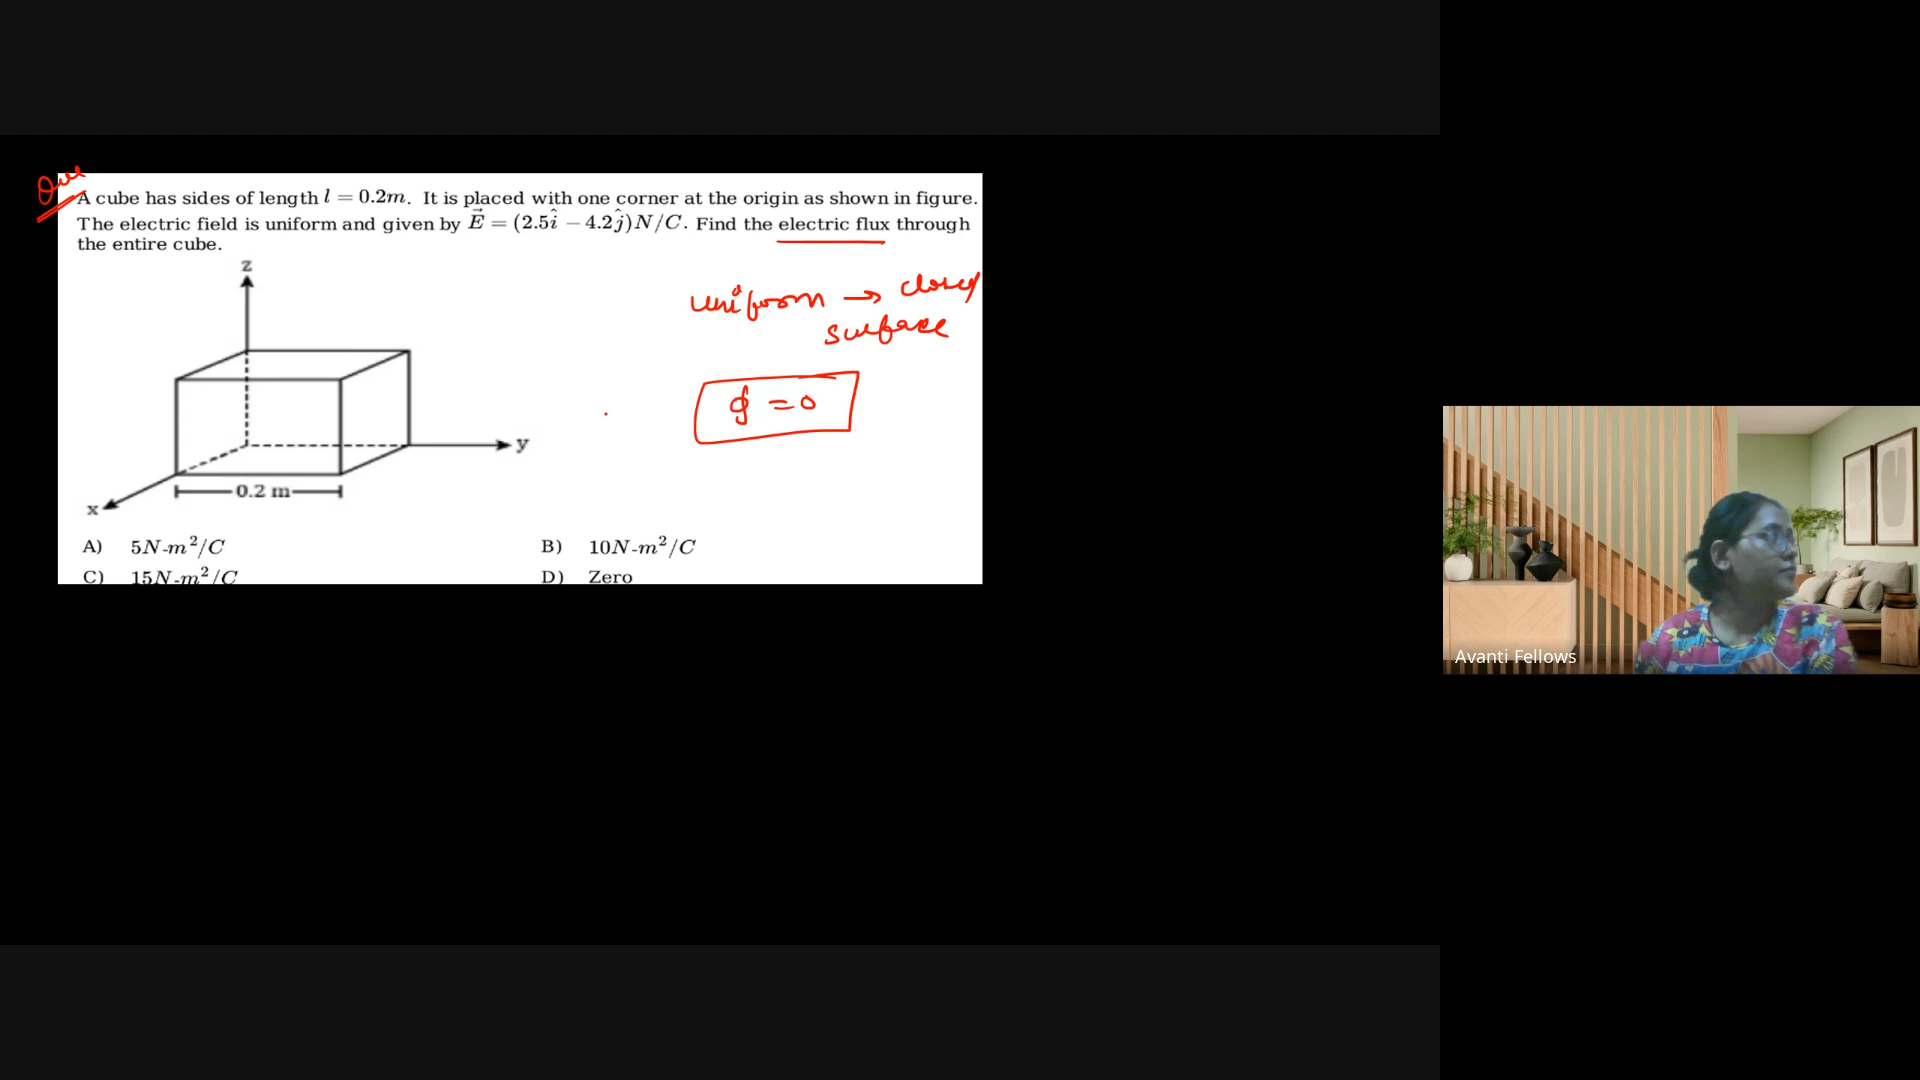 Que
A cube has sides of length l = 0.2m. It is placed with one corner at the origin as shown in figure.
The electric field is uniform and given by E⃗ = (2.5î − 4.2ĵ)N/C. Find the electric flux through
the entire cube.
z
uniform → closed
surface
ϕ = 0
y
0.2 m
x
A) 5N-m²/C B) 10N-m²/C
C) 15N-m²/C D) Zero
Avanti Fellows